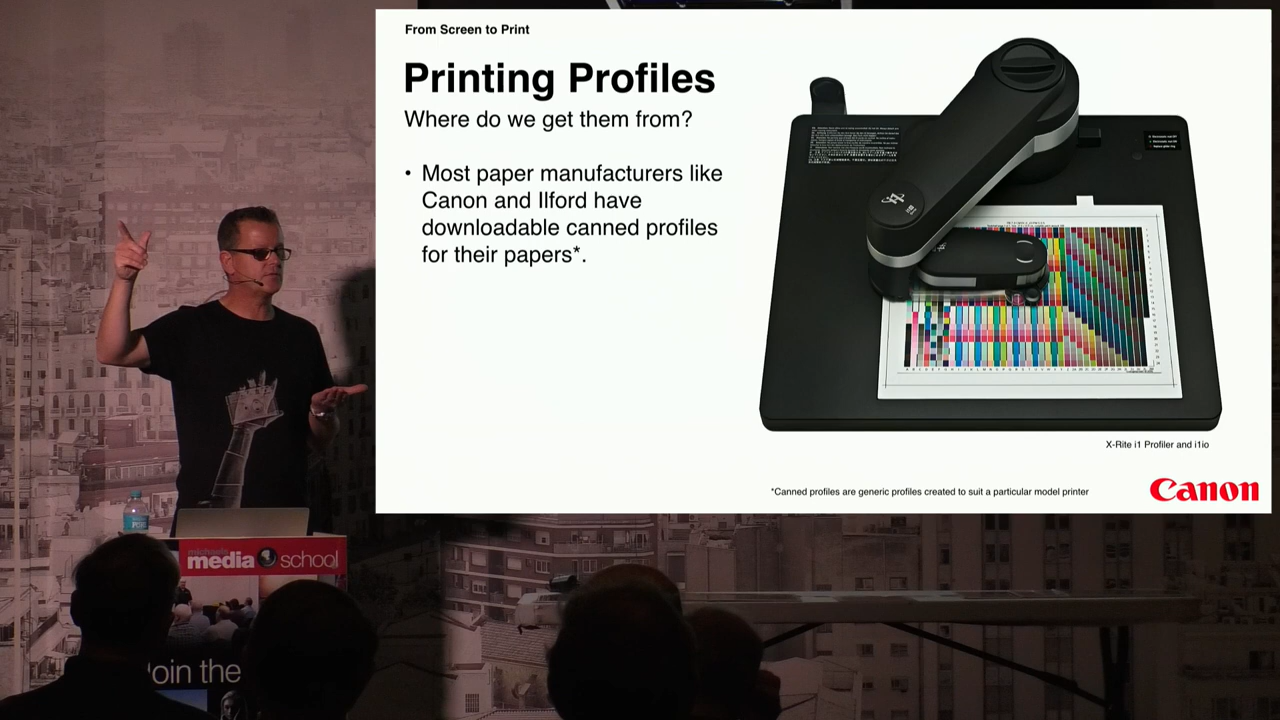 From Screen to Print
Printing Profiles
Where do we get them from?
• Most paper manufacturers like
Canon and Ilford have
downloadable canned profiles
for their papers*.
X-Rite i1 Profiler and i1io
*Canned profiles are generic profiles created to suit a particular model printer
Canon
michaels
media school
join the